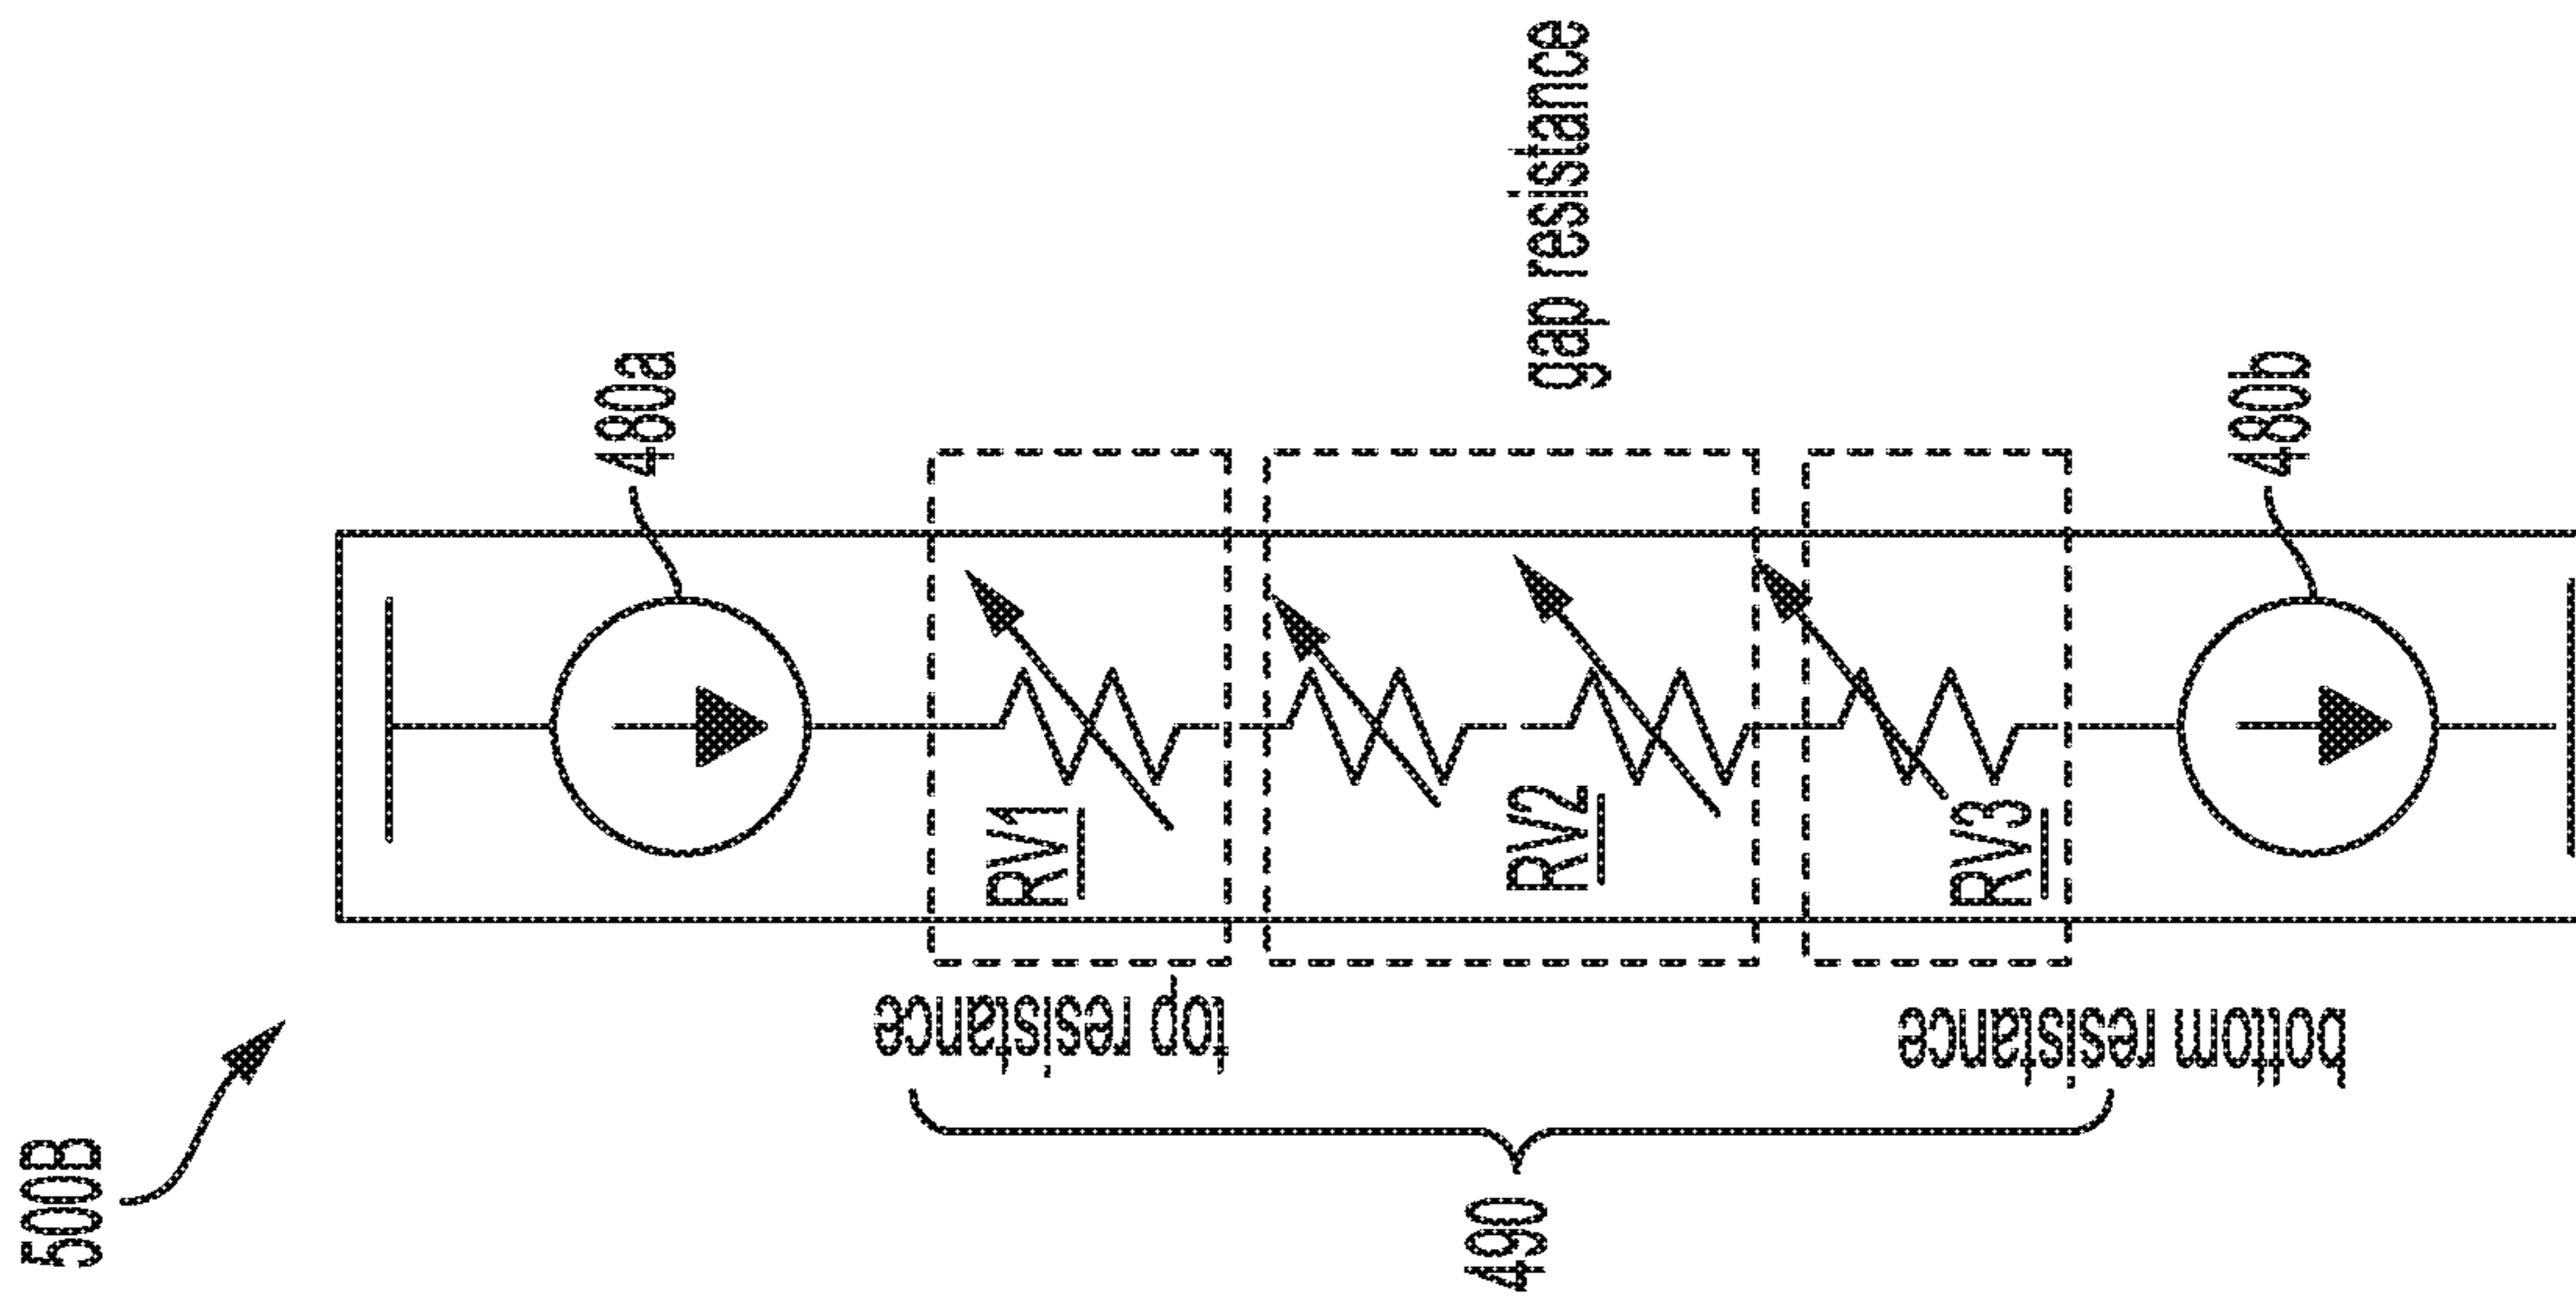 500B
480a
RV1
top resistance
gap resistance
RV2
490
RV3
bottom resistance
480b